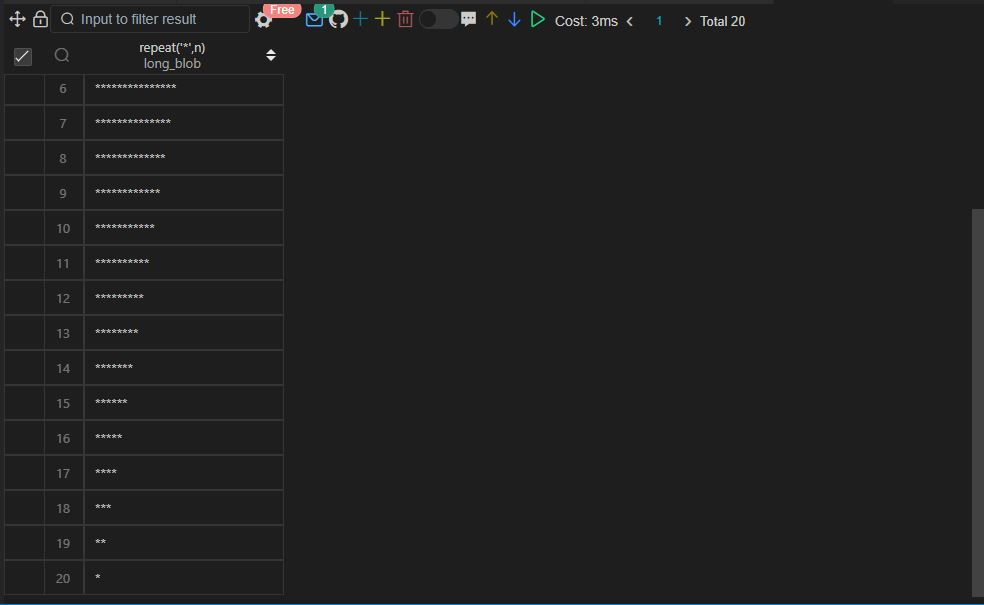 Input to filter result
Free
1
Cost: 3ms
1
Total 20
repeat('*',n)
long_blob
6 ***************
7 **************
8 *************
9 ************
10 ***********
11 **********
12 *********
13 ********
14 *******
15 ******
16 *****
17 ****
18 ***
19 **
20 *